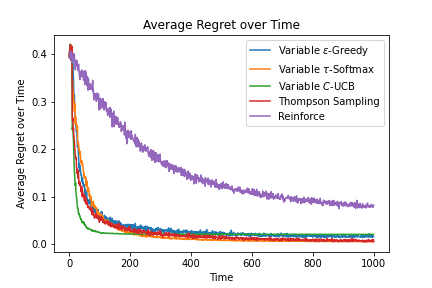 Average Regret over Time
Average Regret over Time
0.4
0.3
0.2
0.1
0.0
Variable ε-Greedy
Variable τ-Softmax
Variable C-UCB
Thompson Sampling
Reinforce
0 200 400 600 800 1000
Time